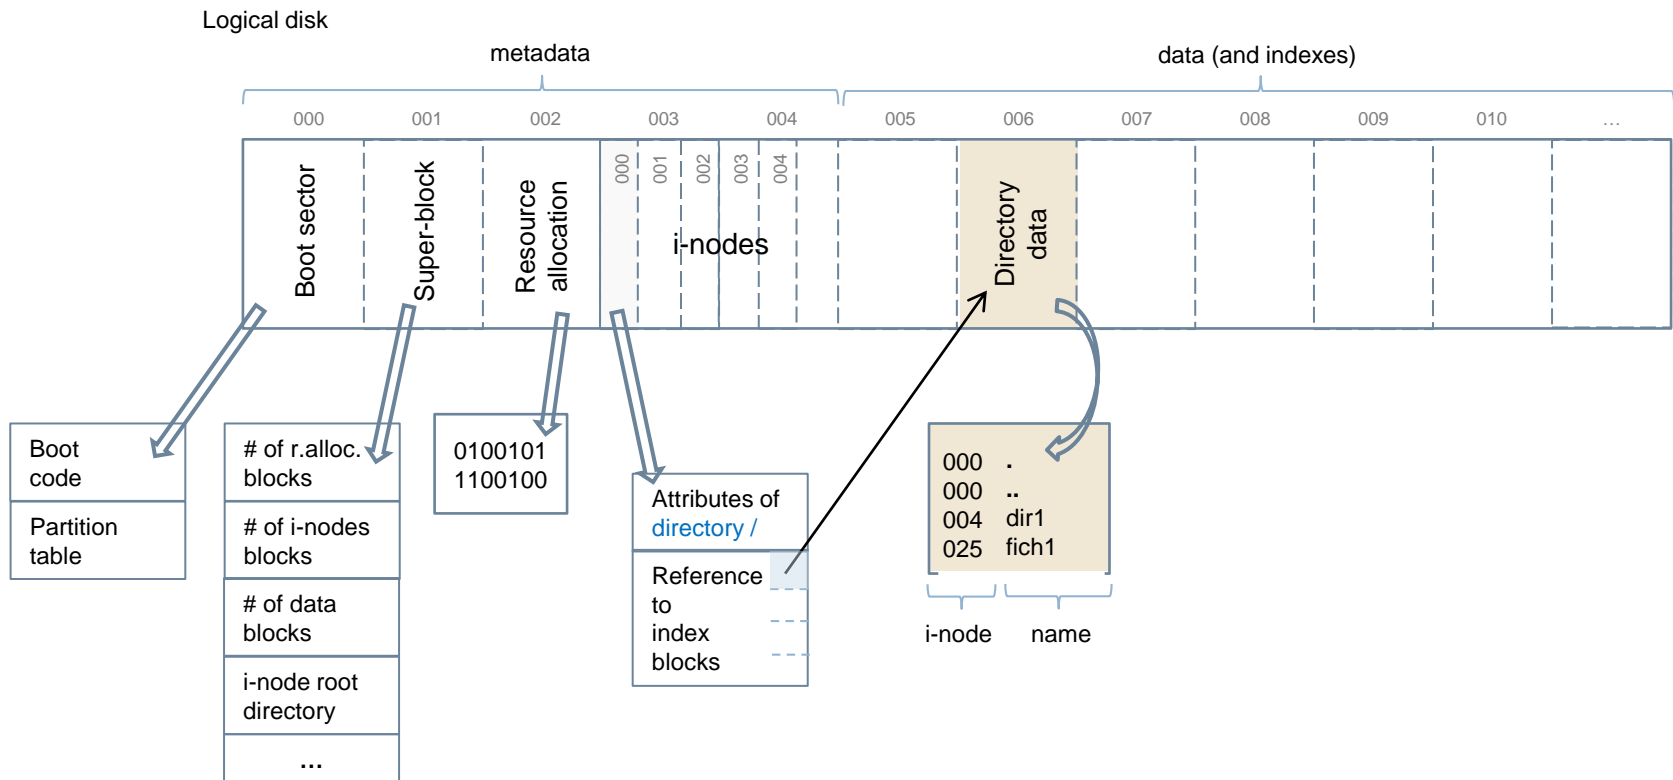 Logical disk
metadata
data (and indexes)
000
001
002
003
004
005
006
007
008
009
010
...
Boot sector
Super-block
Resource
allocation
000
001
002
003
004
i-nodes
Directory
data
Boot
code
Partition
table
# of r.alloc.
blocks
# of i-nodes
blocks
# of data
blocks
i-node root
directory
...
0100101
1100100
Attributes of
directory /
Reference
to
index
blocks
000 .
000 ..
004 dir1
025 fich1
i-node
name